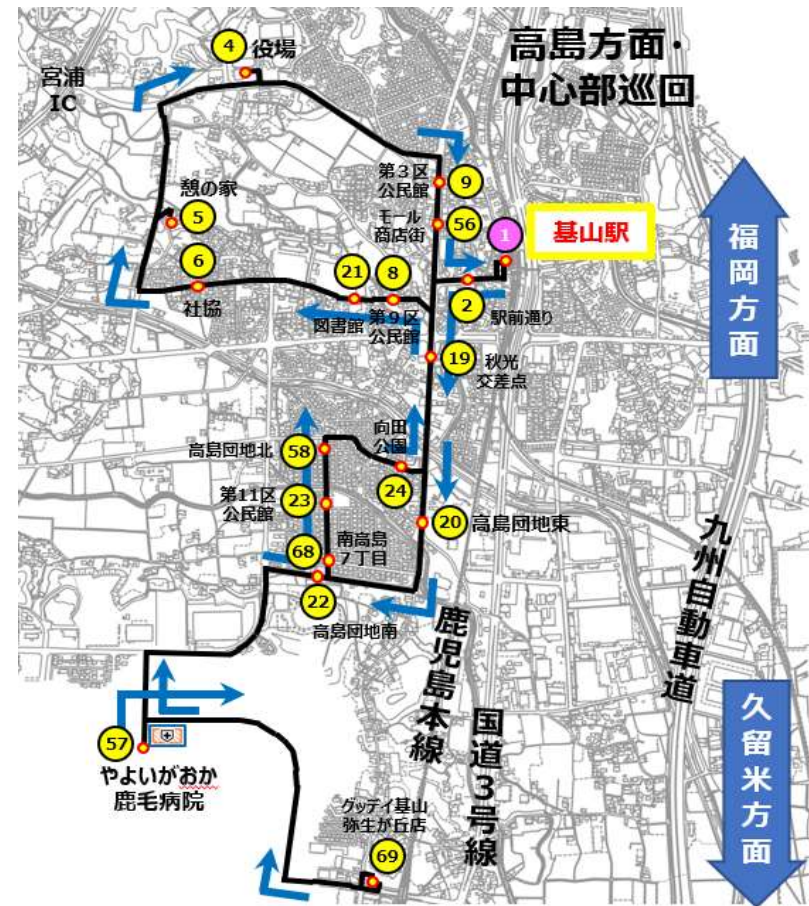 高島方面・
中心部巡回
4
役場
宮浦
IC
第3区
公民館
9
憩の家
5
モール
商店街
56
1
基山駅
福岡方面
6
社協
21
8
図書館
第9区
公民館
2
駅前通り
19
秋光
交差点
向田
公園
高島団地北
58
24
第11区
公民館
23
20
高島団地東
68
南高島
7丁目
22
高島団地南
鹿児島本線
国道3号線
九州自動車道
57
やよいがおか
鹿毛病院
久留米方面
グッデイ基山
弥生が丘店
69